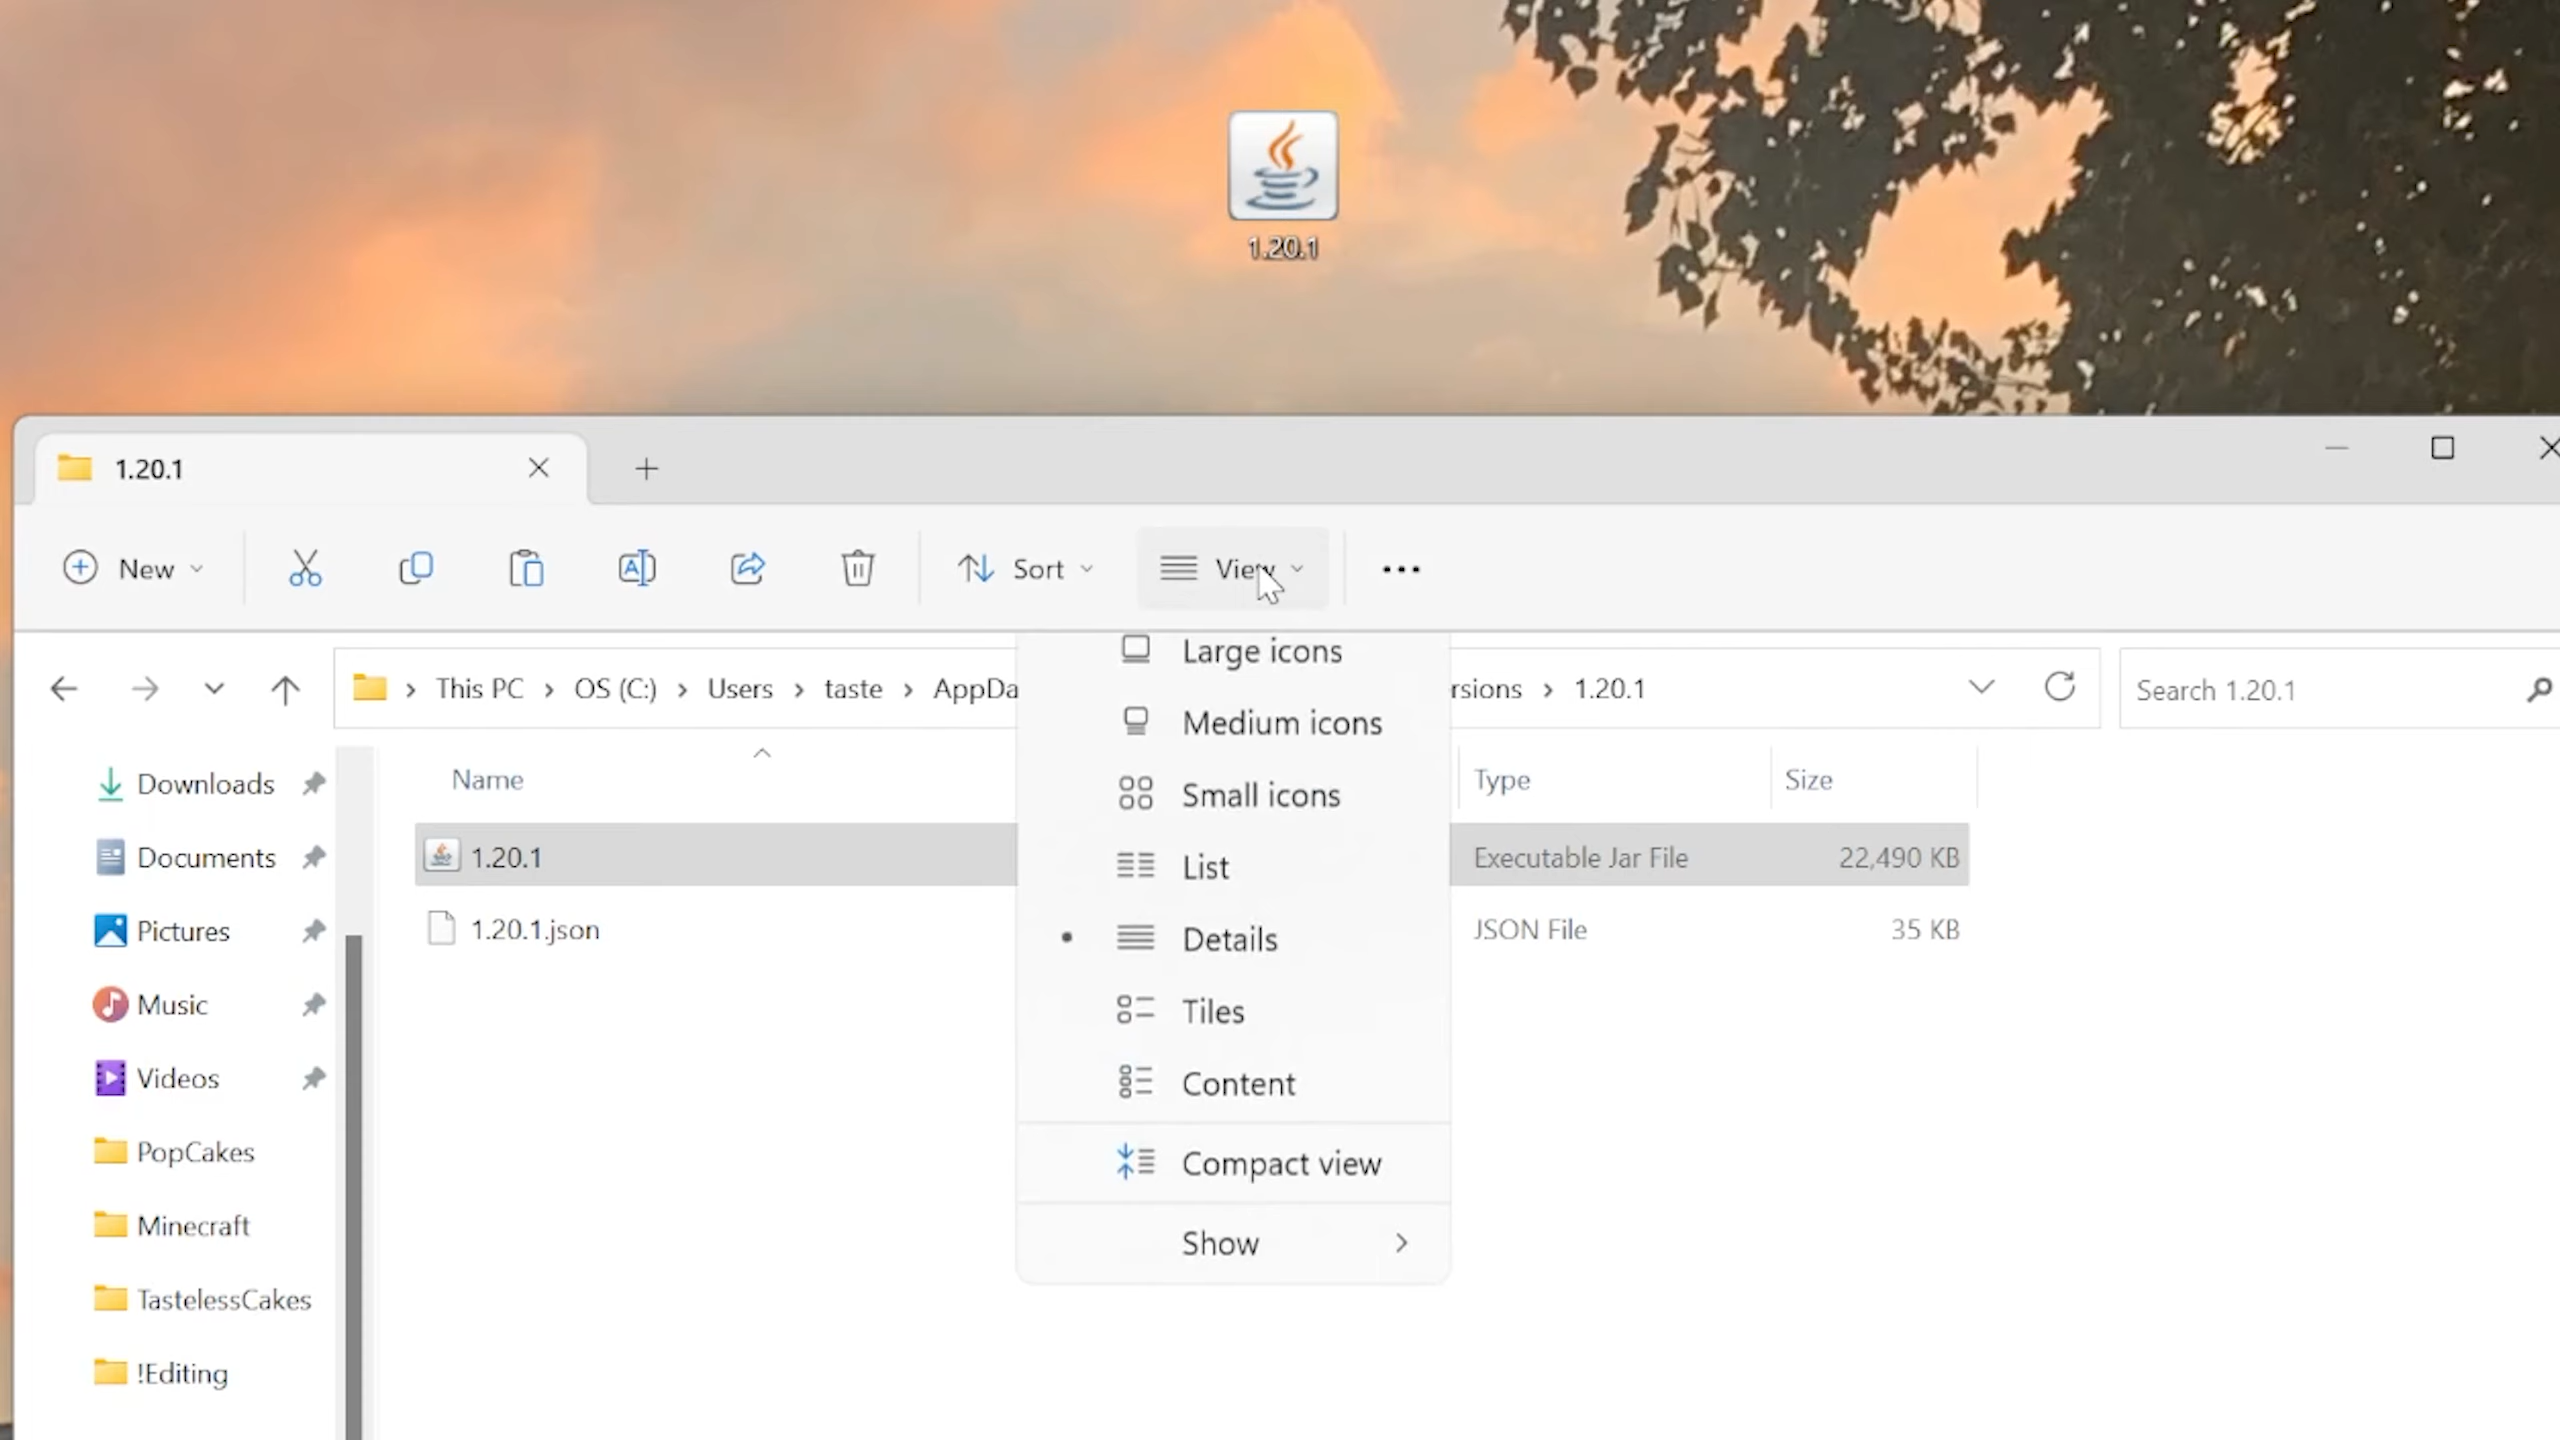 1.20.1
1.20.1
New
Sort
View
This PC > OS (C:) > Users > taste > AppDa
rsions > 1.20.1
Search 1.20.1
Large icons
Medium icons
Small icons
List
Details
Tiles
Content
Compact view
Show
Downloads
Documents
Pictures
Music
Videos
PopCakes
Minecraft
TastelessCakes
!Editing
Name Type Size
1.20.1 Executable Jar File 22,490 KB
1.20.1.json JSON File 35 KB